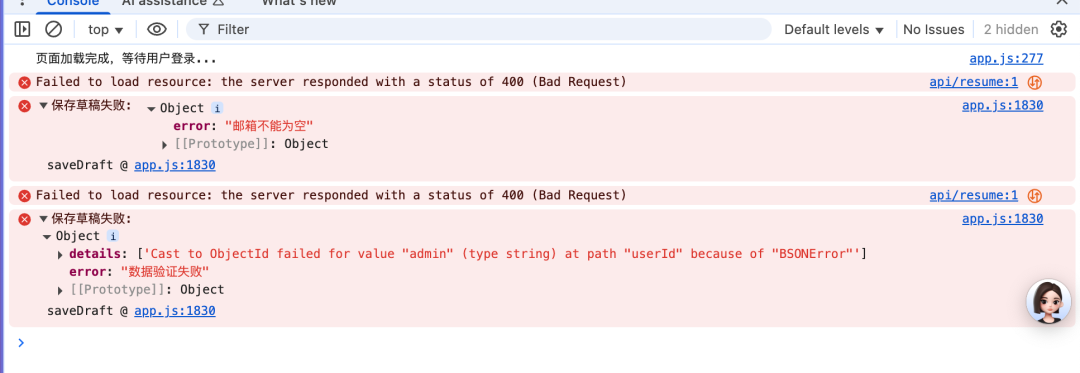 Console AI assistance What's new
top Filter Default levels No Issues 2 hidden
页面加载完成，等待用户登录... app.js:277
Failed to load resource: the server responded with a status of 400 (Bad Request) api/resume:1
保存草稿失败: Object app.js:1830
error: "邮箱不能为空"
[[Prototype]]: Object
saveDraft @ app.js:1830
Failed to load resource: the server responded with a status of 400 (Bad Request) api/resume:1
保存草稿失败: app.js:1830
Object
details: ['Cast to ObjectId failed for value "admin" (type string) at path "userId" because of "BSONError"']
error: "数据验证失败"
[[Prototype]]: Object
saveDraft @ app.js:1830